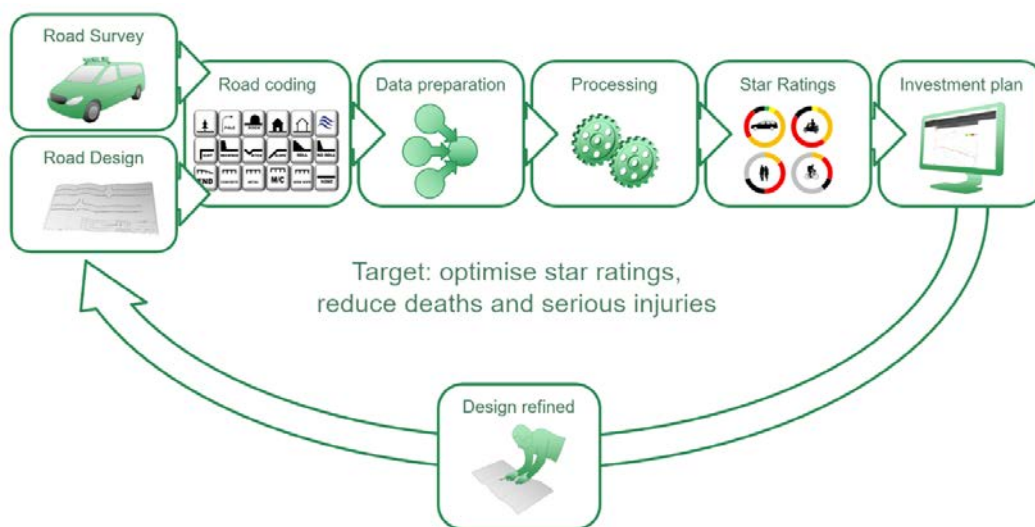 Road Survey
Road Design
Road coding
Data preparation
Processing
Star Ratings
Investment plan
POLE
M/C
Target: optimise star ratings,
reduce deaths and serious injuries
Design refined